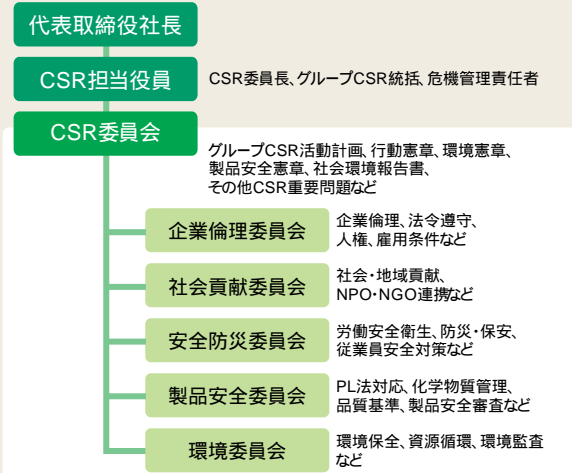 代表取締役社長
CSR担当役員
CSR委員長、グループCSR統括、危機管理責任者
CSR委員会
グループCSR活動計画、行動憲章、環境憲章、
製品安全憲章、社会環境報告書、
その他CSR重要問題など
企業倫理委員会
企業倫理、法令遵守、
人権、雇用条件など
社会貢献委員会
社会・地域貢献、
NPO・NGO連携など
安全防災委員会
労働安全衛生、防災・保安、
従業員安全対策など
製品安全委員会
PL法対応、化学物質管理、
品質基準、製品安全審査など
環境委員会
環境保全、資源循環、環境監査
など